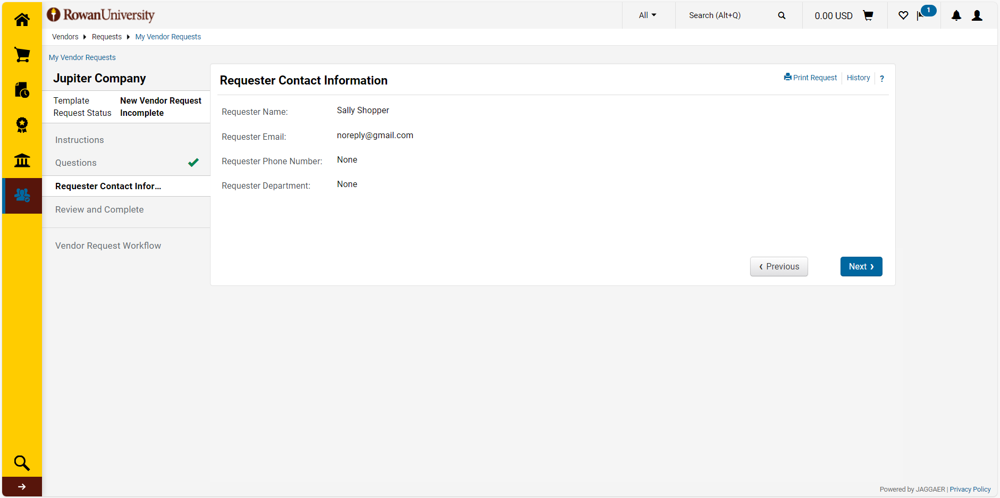 RowanUniversity
All
Search (Alt+Q)
0.00 USD
1
Vendors Requests My Vendor Requests
My Vendor Requests
Jupiter Company
Template New Vendor Request
Request Status Incomplete
Instructions
Questions
Requester Contact Infor...
Review and Complete
Vendor Request Workflow
Requester Contact Information
Print Request
History
?
Requester Name: Sally Shopper
Requester Email: noreply@gmail.com
Requester Phone Number: None
Requester Department: None
‹ Previous
Next ›
Powered by JAGGAER | Privacy Policy